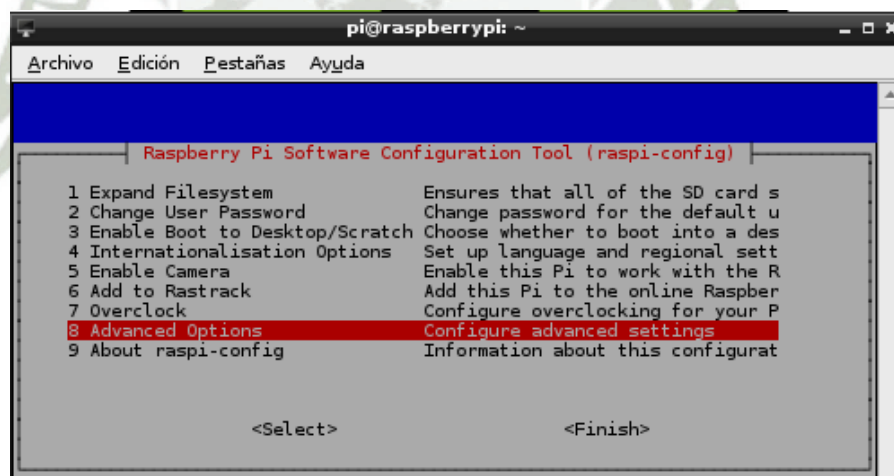 pi@raspberrypi: ~
Archivo Edición Pestañas Ayuda
Raspberry Pi Software Configuration Tool (raspi-config)
1 Expand Filesystem Ensures that all of the SD card s
2 Change User Password Change password for the default u
3 Enable Boot to Desktop/Scratch Choose whether to boot into a des
4 Internationalisation Options Set up language and regional sett
5 Enable Camera Enable this Pi to work with the R
6 Add to Rastrack Add this Pi to the online Raspber
7 Overclock Configure overclocking for your P
8 Advanced Options Configure advanced settings
9 About raspi-config Information about this configurat
<Select> <Finish>